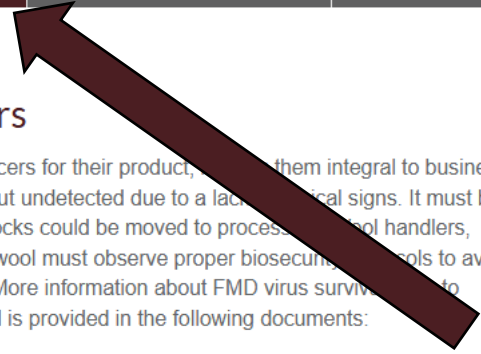 rs
cers for their product, them integral to busine
ut undetected due to a lac ical signs. It must b
ocks could be moved to process ool handlers,
wool must observe proper biosecurity cols to av
More information about FMD virus surviv to
l is provided in the following documents: